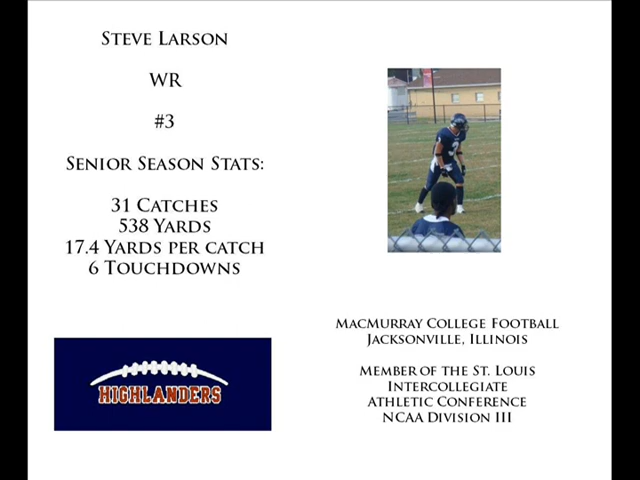 Steve Larson
WR
#3
Senior Season Stats:
31 Catches
538 Yards
17.4 Yards per catch
6 Touchdowns
HIGHLANDERS
3
MacMurray College Football
Jacksonville, Illinois
Member of the St. Louis
Intercollegiate
Athletic Conference
NCAA Division III